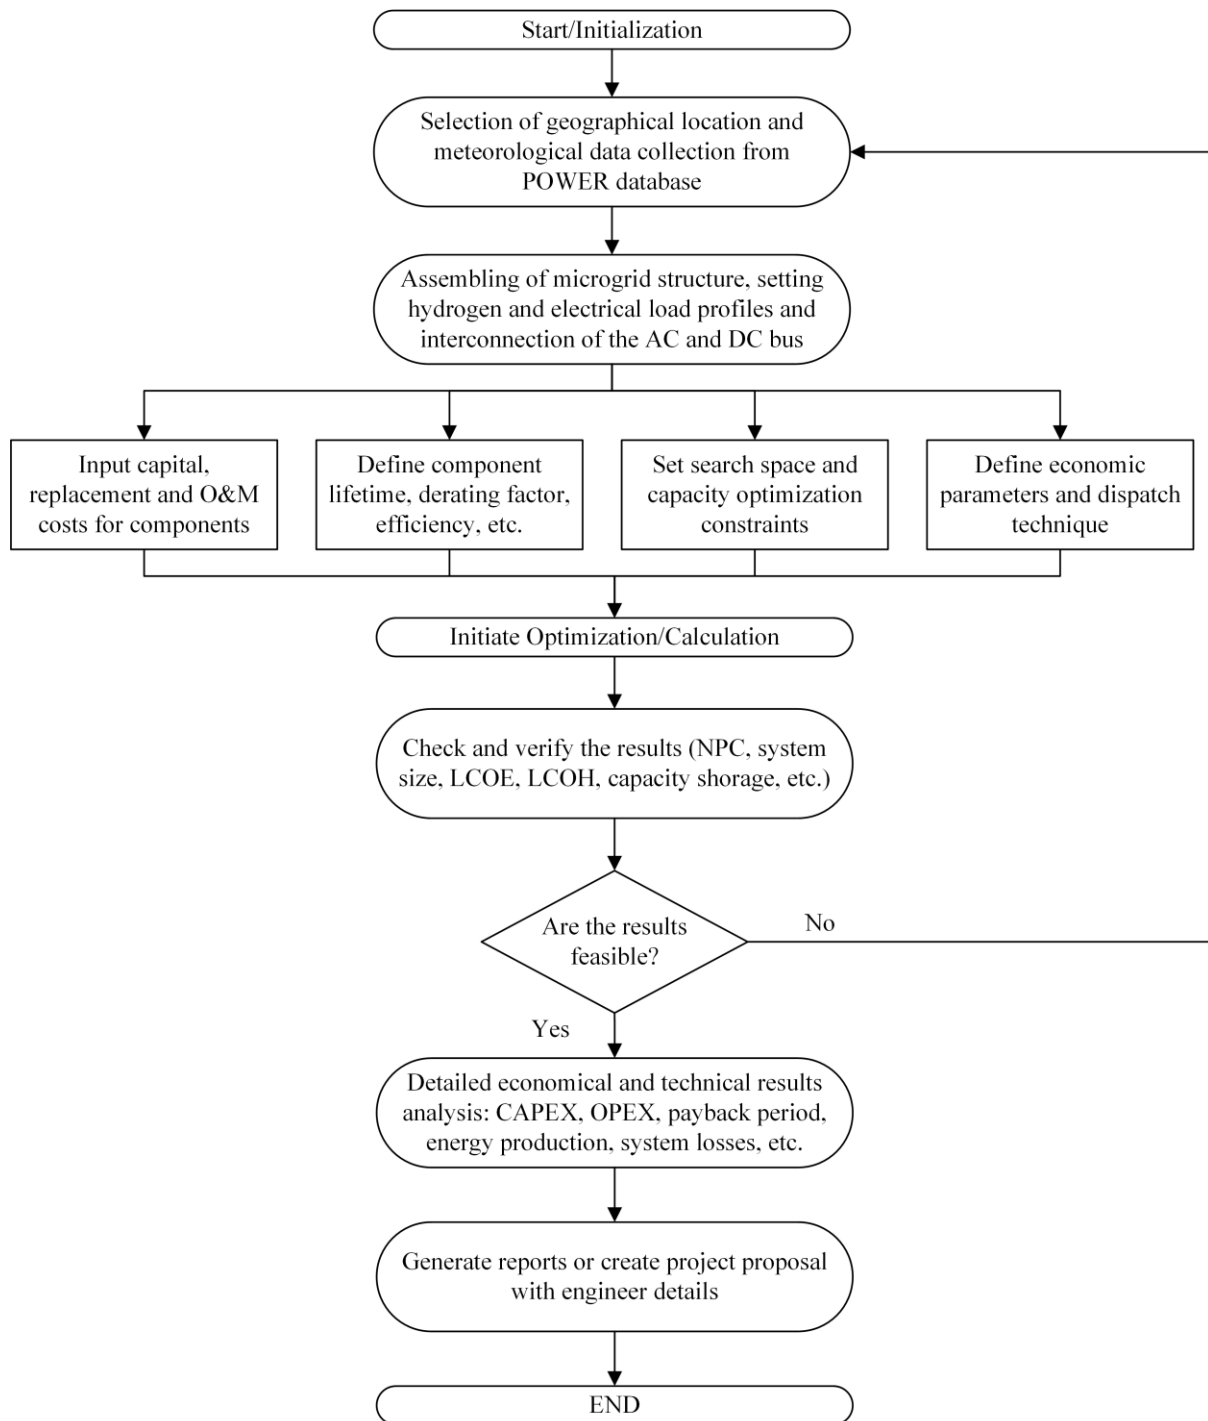 Start/Initialization
Selection of geographical location and
meteorological data collection from
POWER database
Assembling of microgrid structure, setting
hydrogen and electrical load profiles and
interconnection of the AC and DC bus
Input capital,
replacement and O&M
costs for components
Define component
lifetime, derating factor,
efficiency, etc.
Set search space and
capacity optimization
constraints
Define economic
parameters and dispatch
technique
Initiate Optimization/Calculation
Check and verify the results (NPC, system
size, LCOE, LCOH, capacity shorage, etc.)
Are the results
feasible?
No
Yes
Detailed economical and technical results
analysis: CAPEX, OPEX, payback period,
energy production, system losses, etc.
Generate reports or create project proposal
with engineer details
END